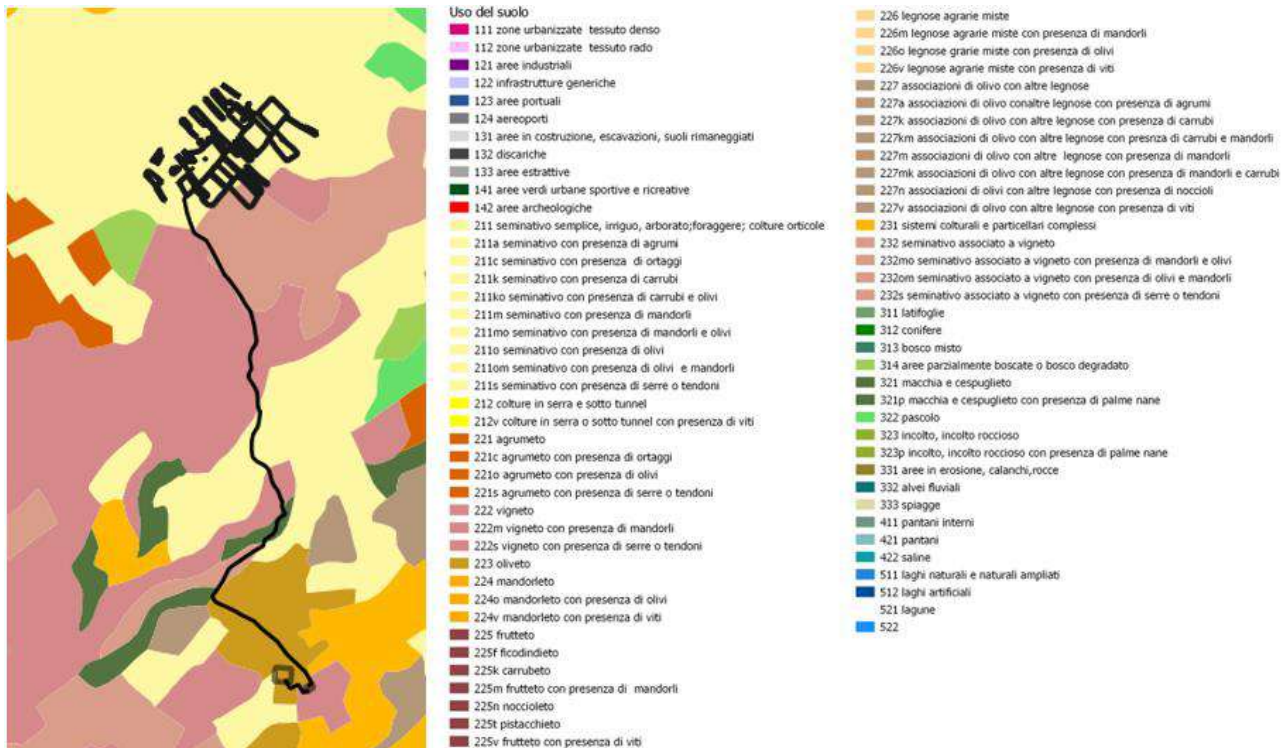 Uso del suolo
111 zone urbanizzate tessuto denso
112 zone urbanizzate tessuto rado
121 aree industriali
122 infrastrutture generiche
123 aree portuali
124 aereoporti
131 aree in costruzione, escavazioni, suoli rimaneggiati
132 discariche
133 aree estrattive
141 aree verdi urbane sportive e ricreative
142 aree archeologiche
211 seminativo semplice, irriguo, arborato;foraggere; colture orticole
211a seminativo con presenza di agrumi
211c seminativo con presenza di ortaggi
211k seminativo con presenza di carrubi
211ko seminativo con presenza di carrubi e olivi
211m seminativo con presenza di mandorli
211mo seminativo con presenza di mandorli e olivi
211o seminativo con presenza di olivi
211om seminativo con presenza di olivi e mandorli
211s seminativo con presenza di serre o tendoni
212 colture in serra e sotto tunnel
212v colture in serra o sotto tunnel con presenza di viti
221 agrumeto
221c agrumeto con presenza di ortaggi
221o agrumeto con presenza di olivi
221s agrumeto con presenza di serre o tendoni
222 vigneto
222m vigneto con presenza di mandorli
222s vigneto con presenza di serre o tendoni
223 oliveto
224 mandorleto
224o mandorleto con presenza di olivi
224v mandorleto con presenza di viti
225 frutteto
225f ficodindieto
225k carrubeto
225m frutteto con presenza di mandorli
225n noccioleto
225t pistacchieto
225v frutteto con presenza di viti
226 legnose agrarie miste
226m legnose agrarie miste con presenza di mandorli
226o legnose grarie miste con presenza di olivi
226v legnose agrarie miste con presenza di viti
227 associazioni di olivo con altre legnose
227a associazioni di olivo conaltre legnose con presenza di agrumi
227k associazioni di olivo con altre legnose con presenza di carrubi
227km associazioni di olivo con altre legnose con presnza di carrubi e mandorli
227m associazioni di olivo con altre legnose con presenza di mandorli
227mk associazioni di olivo con altre legnose con presenza di mandorli e carrubi
227n associazioni di olivi con altre legnose con presenza di noccioli
227v associazioni di olivo con altre legnose con presenza di viti
231 sistemi colturali e particellari complessi
232 seminativo associato a vigneto
232mo seminativo associato a vigneto con presenza di mandorli e olivi
232om seminativo associato a vigneto con presenza di olivi e mandorli
232s seminativo associato a vigneto con presenza di serre o tendoni
311 latifoglie
312 conifere
313 bosco misto
314 aree parzialmente boscate o bosco degradato
321 macchia e cespuglieto
321p macchia e cespuglieto con presenza di palme nane
322 pascolo
323 incolto, incolto roccioso
323p incolto, incolto roccioso con presenza di palme nane
331 aree in erosione, calanchi,rocce
332 alvei fluviali
333 spiagge
411 pantani interni
421 pantani
422 saline
511 laghi naturali e naturali ampliati
512 laghi artificiali
521 lagune
522